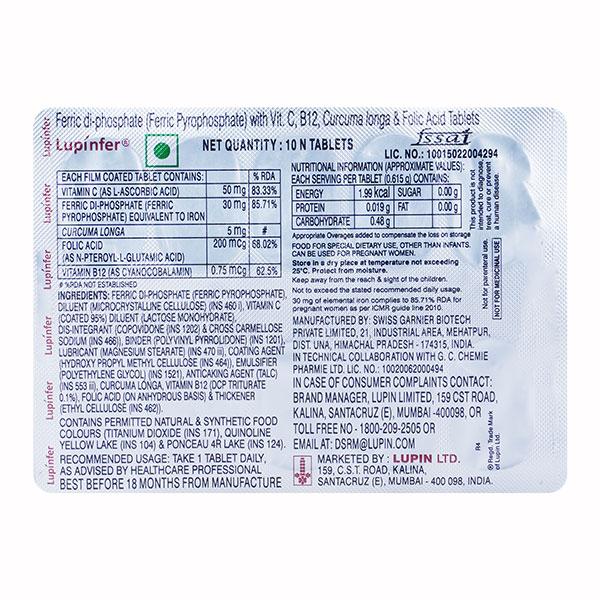 Ferric di-phosphate (Ferric Pyrophosphate) with Vit. C, B12, Curcuma longa & Folic Acid Tablets
Lupinfer®
NET QUANTITY : 10 N TABLETS
fssai
LIC. NO.: 10015022004294
EACH FILM COATED TABLET CONTAINS: % RDA
VITAMIN C (AS L-ASCORBIC ACID) 50 mg 83.33%
FERRIC DI-PHOSPHATE (FERRIC 30 mg 85.71%
PYROPHOSPHATE) EQUIVALENT TO IRON
CURCUMA LONGA 5 mg #
FOLIC ACID 200 mcg 68.02%
(AS N-PTEROYL-L-GLUTAMIC ACID)
VITAMIN B12 (AS CYANOCOBALAMIN) 0.75 mcg 62.5%
# %RDA NOT ESTABLISHED
INGREDIENTS: FERRIC DI-PHOSPHATE (FERRIC PYROPHOSPHATE),
DILUENT (MICROCRYSTALLINE CELLULOSE) (INS 460 i), VITAMIN C
(COATED 95%) DILUENT (LACTOSE MONOHYDRATE),
DIS-INTEGRANT (COPOVIDONE (INS 1202) & CROSS CARMELLOSE
SODIUM (INS 468)), BINDER (POLYVINYL PYRROLIDONE) (INS 1201),
LUBRICANT (MAGNESIUM STEARATE) (INS 470 iii), COATING AGENT
(HYDROXY PROPYL METHYL CELLULOSE (INS 464)), EMULSIFIER
(POLYETHYLENE GLYCOL) (INS 1521), ANTICAKING AGENT (TALC)
(INS 553 iii), CURCUMA LONGA, VITAMIN B12 (DCP TRITURATE
0.1%), FOLIC ACID (ON ANHYDROUS BASIS) & THICKENER
(ETHYL CELLULOSE (INS 462)).
CONTAINS PERMITTED NATURAL & SYNTHETIC FOOD
COLOURS (TITANIUM DIOXIDE (INS 171), QUINOLINE
YELLOW LAKE (INS 104) & PONCEAU 4R LAKE (INS 124).
RECOMMENDED USAGE: TAKE 1 TABLET DAILY,
AS ADVISED BY HEALTHCARE PROFESSIONAL
BEST BEFORE 18 MONTHS FROM MANUFACTURE
NUTRITIONAL INFORMATION (APPROXIMATE VALUES):
EACH SERVING PER TABLET (0.615 g) CONTAINS:
ENERGY 1.99 kcal SUGAR 0.00 g
PROTEIN 0.019 g FAT 0.00 g
CARBOHYDRATE 0.48 g
Appropriate Overages added to compensate the loss on storage
FOOD FOR SPECIAL DIETARY USE, OTHER THAN INFANTS.
CAN BE USED FOR PREGNANT WOMEN.
Store in a dry place at temperature not exceeding
25°C. Protect from moisture.
Keep away from the reach & sight of children.
Not to exceed the stated recommended daily usage.
30 mg of elemental iron complies to 85.71% RDA for
pregnant women as per ICMR guide line 2010.
MANUFACTURED BY: SWISS GARNIER BIOTECH
PRIVATE LIMITED, 21, INDUSTRIAL AREA, MEHATPUR,
DIST. UNA, HIMACHAL PRADESH - 174315, INDIA.
IN TECHNICAL COLLABORATION WITH G. C. CHEMIE
PHARMIE LTD. LIC. NO.: 10020062000494
IN CASE OF CONSUMER COMPLAINTS CONTACT:
BRAND MANAGER, LUPIN LIMITED, 159 CST ROAD,
KALINA, SANTACRUZ (E), MUMBAI-400098, OR
TOLL FREE NO - 1800-209-2505 OR
EMAIL AT: DSRM@LUPIN.COM
MARKETED BY : LUPIN LTD.
159, C.S.T. ROAD, KALINA,
SANTACRUZ (E), MUMBAI - 400 098, INDIA.
This product is not
intended to diagnose,
treat, cure or prevent
a human disease.
Not for parenteral use.
NOT FOR MEDICINAL USE
R4
® Regd. Trade Mark
of Lupin Ltd.
Lupinfer
Lupinfer
Lupinfer
Lupinfer
Lupinfer
Lupinfer